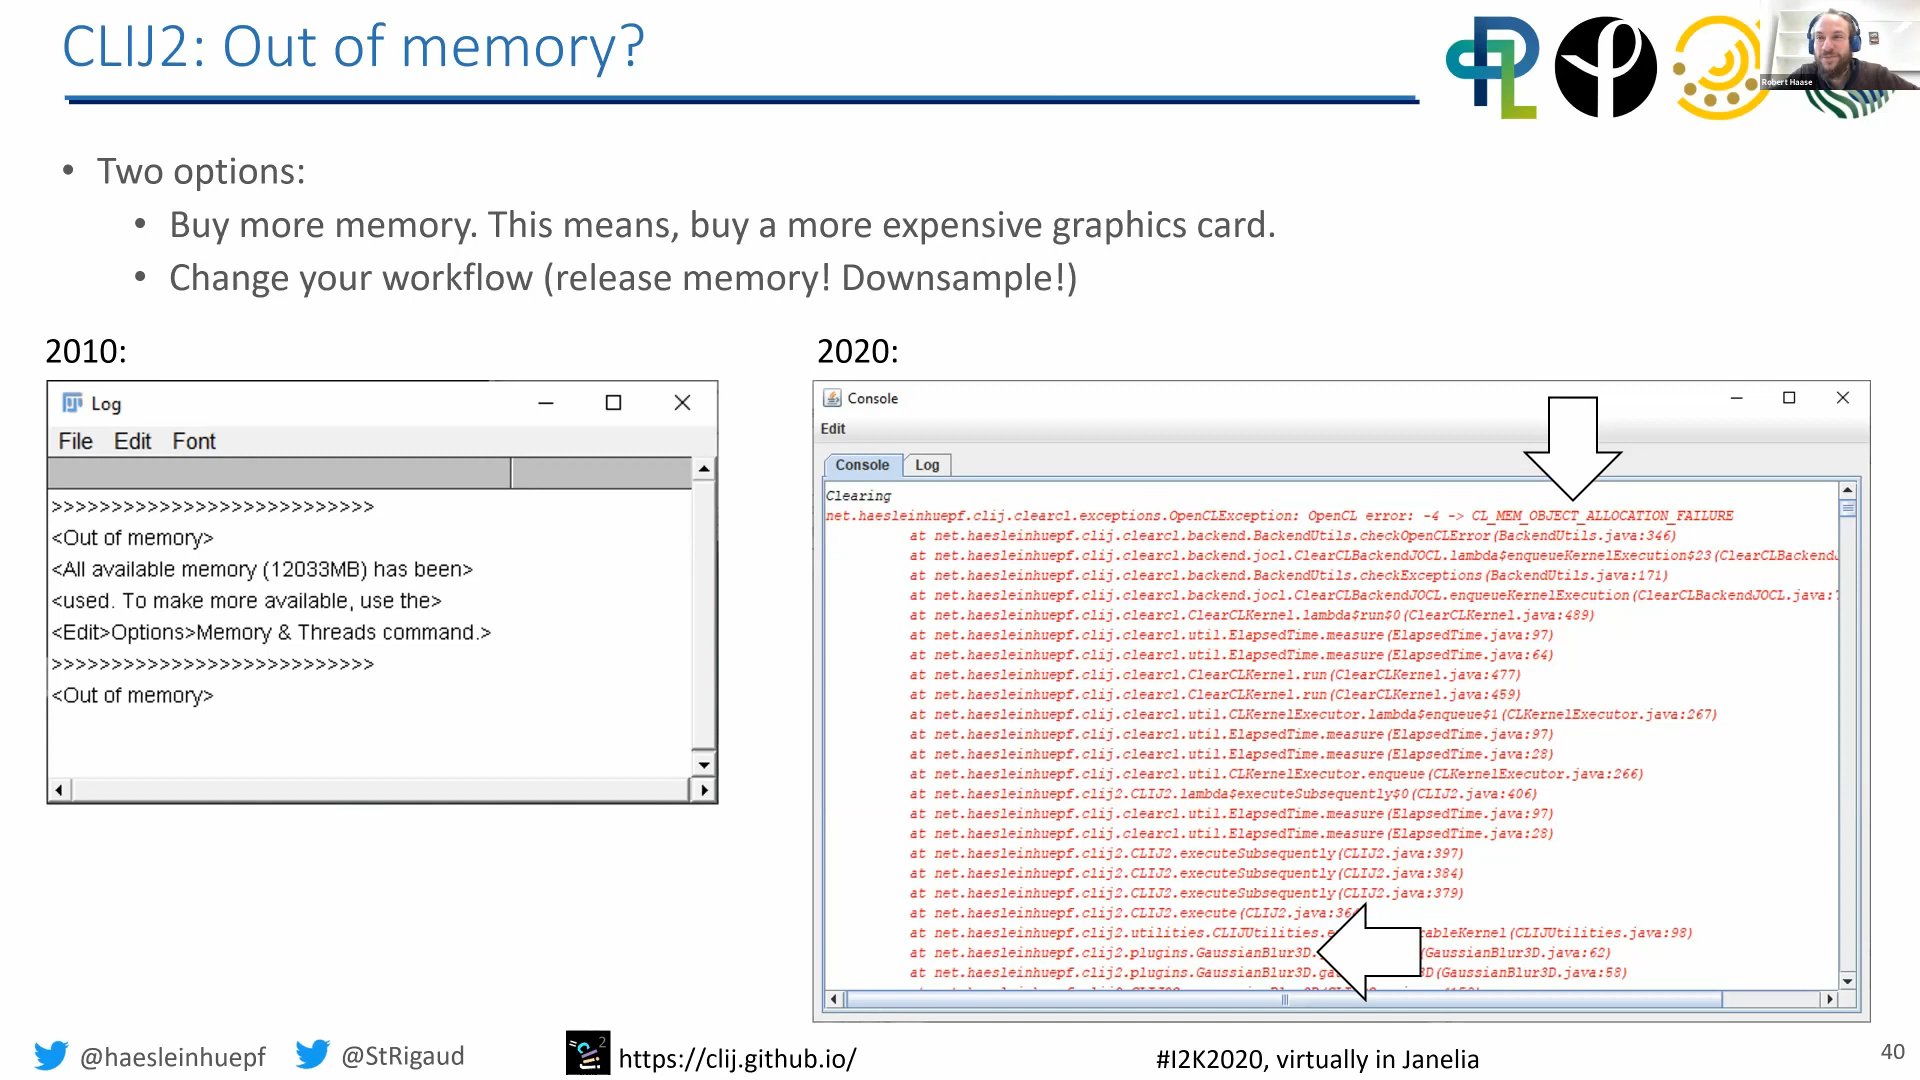 CLIJ2: Out of memory?
Robert Haase
• Two options:
• Buy more memory. This means, buy a more expensive graphics card.
• Change your workflow (release memory! Downsample!)
2010:
Log
File Edit Font
>>>>>>>>>>>>>>>>>>>>>>>>>>>
<Out of memory>
<All available memory (12033MB) has been>
<used. To make more available, use the>
<Edit>Options>Memory & Threads command.>
>>>>>>>>>>>>>>>>>>>>>>>>>>>
<Out of memory>
2020:
Console
Edit
Console Log
Clearing
net.haesleinhuepf.clij.clearcl.exceptions.OpenCLException: OpenCL error: -4 -> CL_MEM_OBJECT_ALLOCATION_FAILURE
at net.haesleinhuepf.clij.clearcl.backend.BackendUtils.checkOpenCLError(BackendUtils.java:346)
at net.haesleinhuepf.clij.clearcl.backend.jocl.ClearCLBackendJOCL.lambda$enqueueKernelExecution$23(ClearCLBackendJ
at net.haesleinhuepf.clij.clearcl.backend.BackendUtils.checkExceptions(BackendUtils.java:171)
at net.haesleinhuepf.clij.clearcl.backend.jocl.ClearCLBackendJOCL.enqueueKernelExecution(ClearCLBackendJOCL.java:
at net.haesleinhuepf.clij.clearcl.ClearCLKernel.lambda$run$0(ClearCLKernel.java:489)
at net.haesleinhuepf.clij.clearcl.util.ElapsedTime.measure(ElapsedTime.java:97)
at net.haesleinhuepf.clij.clearcl.util.ElapsedTime.measure(ElapsedTime.java:64)
at net.haesleinhuepf.clij.clearcl.ClearCLKernel.run(ClearCLKernel.java:477)
at net.haesleinhuepf.clij.clearcl.ClearCLKernel.run(ClearCLKernel.java:459)
at net.haesleinhuepf.clij.clearcl.util.CLKernelExecutor.lambda$enqueue$1(CLKernelExecutor.java:267)
at net.haesleinhuepf.clij.clearcl.util.ElapsedTime.measure(ElapsedTime.java:97)
at net.haesleinhuepf.clij.clearcl.util.ElapsedTime.measure(ElapsedTime.java:28)
at net.haesleinhuepf.clij.clearcl.util.CLKernelExecutor.enqueue(CLKernelExecutor.java:266)
at net.haesleinhuepf.clij2.CLIJ2.lambda$executeSubsequently$0(CLIJ2.java:406)
at net.haesleinhuepf.clij.clearcl.util.ElapsedTime.measure(ElapsedTime.java:97)
at net.haesleinhuepf.clij.clearcl.util.ElapsedTime.measure(ElapsedTime.java:28)
at net.haesleinhuepf.clij2.CLIJ2.executeSubsequently(CLIJ2.java:397)
at net.haesleinhuepf.clij2.CLIJ2.executeSubsequently(CLIJ2.java:384)
at net.haesleinhuepf.clij2.CLIJ2.executeSubsequently(CLIJ2.java:379)
at net.haesleinhuepf.clij2.CLIJ2.execute(CLIJ2.java:36
at net.haesleinhuepf.clij2.utilities.CLIJUtilities.e rableKernel(CLIJUtilities.java:98)
at net.haesleinhuepf.clij2.plugins.GaussianBlur3D. (GaussianBlur3D.java:62)
at net.haesleinhuepf.clij2.plugins.GaussianBlur3D.ga D(GaussianBlur3D.java:58)
@haesleinhuepf @StRigaud https://clij.github.io/ #I2K2020, virtually in Janelia 40